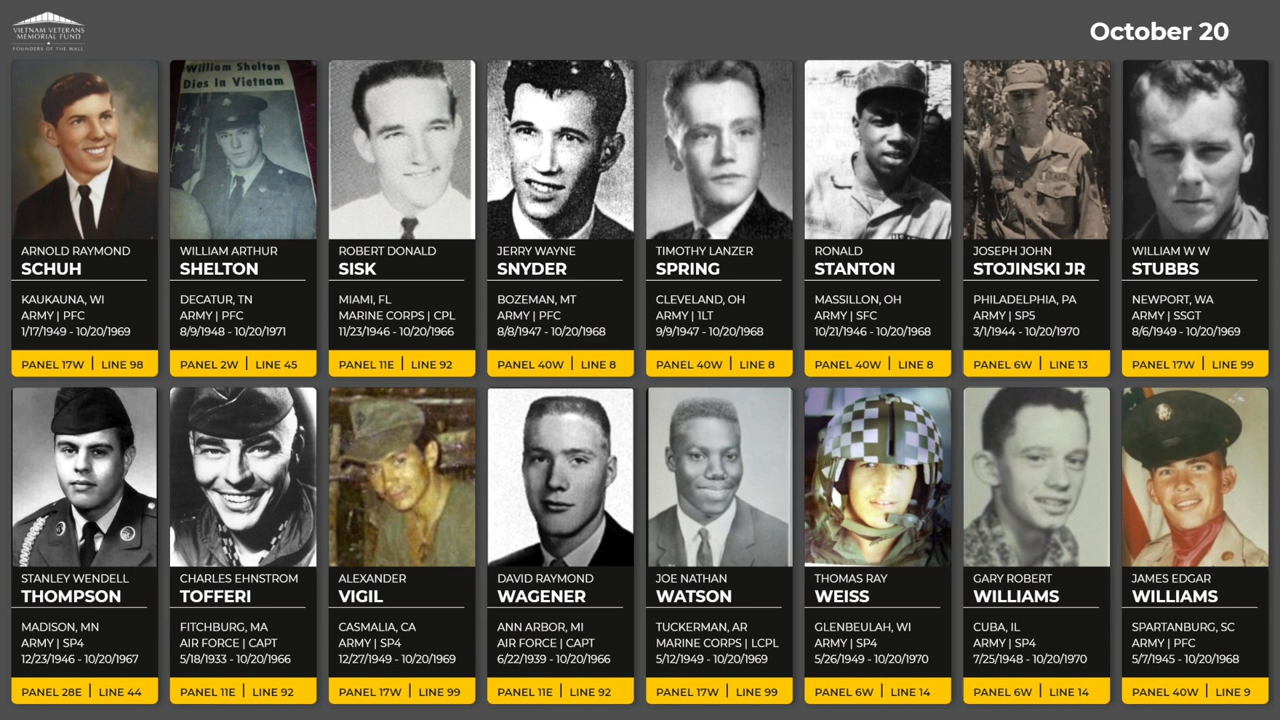 VIETNAM VETERANS
MEMORIAL FUND
FOUNDERS OF THE WALL
October 20
William Shelton
Dies in Vietnam
ARNOLD RAYMOND
SCHUH
KAUKAUNA, WI
ARMY | PFC
1/17/1949 - 10/20/1969
PANEL 17W | LINE 98
WILLIAM ARTHUR
SHELTON
DECATUR, TN
ARMY | PFC
8/9/1948 - 10/20/1971
PANEL 2W | LINE 45
ROBERT DONALD
SISK
MIAMI, FL
MARINE CORPS | CPL
11/23/1946 - 10/20/1966
PANEL 11E | LINE 92
JERRY WAYNE
SNYDER
BOZEMAN, MT
ARMY | PFC
8/8/1947 - 10/20/1968
PANEL 40W | LINE 8
TIMOTHY LANZER
SPRING
CLEVELAND, OH
ARMY | 1LT
9/9/1947 - 10/20/1968
PANEL 40W | LINE 8
RONALD
STANTON
MASSILLON, OH
ARMY | SFC
10/21/1946 - 10/20/1968
PANEL 40W | LINE 8
JOSEPH JOHN
STOJINSKI JR
PHILADELPHIA, PA
ARMY | SP5
3/1/1944 - 10/20/1970
PANEL 6W | LINE 13
WILLIAM W W
STUBBS
NEWPORT, WA
ARMY | SSGT
8/6/1949 - 10/20/1969
PANEL 17W | LINE 99
STANLEY WENDELL
THOMPSON
MADISON, MN
ARMY | SP4
12/23/1946 - 10/20/1967
PANEL 28E | LINE 44
CHARLES EHNSTROM
TOFFERI
FITCHBURG, MA
AIR FORCE | CAPT
5/18/1933 - 10/20/1966
PANEL 11E | LINE 92
ALEXANDER
VIGIL
CASMALIA, CA
ARMY | SP4
12/27/1949 - 10/20/1969
PANEL 17W | LINE 99
DAVID RAYMOND
WAGENER
ANN ARBOR, MI
AIR FORCE | CAPT
6/22/1939 - 10/20/1966
PANEL 11E | LINE 92
JOE NATHAN
WATSON
TUCKERMAN, AR
MARINE CORPS | LCPL
5/12/1949 - 10/20/1969
PANEL 17W | LINE 99
THOMAS RAY
WEISS
GLENBEULAH, WI
ARMY | SP4
5/26/1949 - 10/20/1970
PANEL 6W | LINE 14
GARY ROBERT
WILLIAMS
CUBA, IL
ARMY | SP4
7/25/1948 - 10/20/1970
PANEL 6W | LINE 14
JAMES EDGAR
WILLIAMS
SPARTANBURG, SC
ARMY | PFC
5/7/1945 - 10/20/1968
PANEL 40W | LINE 9